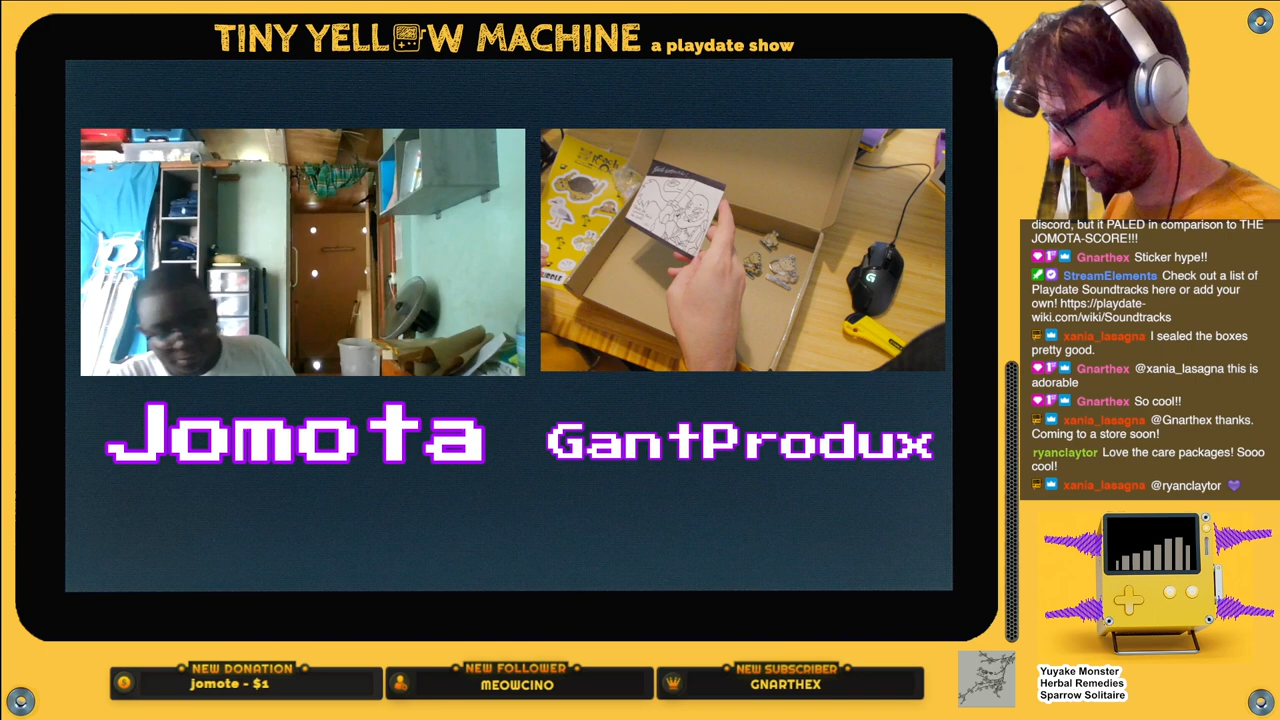 TINY YELLOW MACHINE a playdate show
Jomota
GantProdux
discord, but it PALED in comparison to THE
JOMOTA-SCORE!!!
Gnarthex Sticker hype!!
StreamElements Check out a list of
Playdate Soundtracks here or add your
own! https://playdate-
wiki.com/wiki/Soundtracks
xania_lasagna I sealed the boxes
pretty good.
Gnarthex @xania_lasagna this is
adorable
Gnarthex So cool!!
xania_lasagna @Gnarthex thanks.
Coming to a store soon!
ryanclaytor Love the care packages! Sooo
cool!
xania_lasagna @ryanclaytor 💜
NEW DONATION
jomote - $1
NEW FOLLOWER
MEOWCINO
NEW SUBSCRIBER
GNARTHEX
Yuyake Monster
Herbal Remedies
Sparrow Solitaire